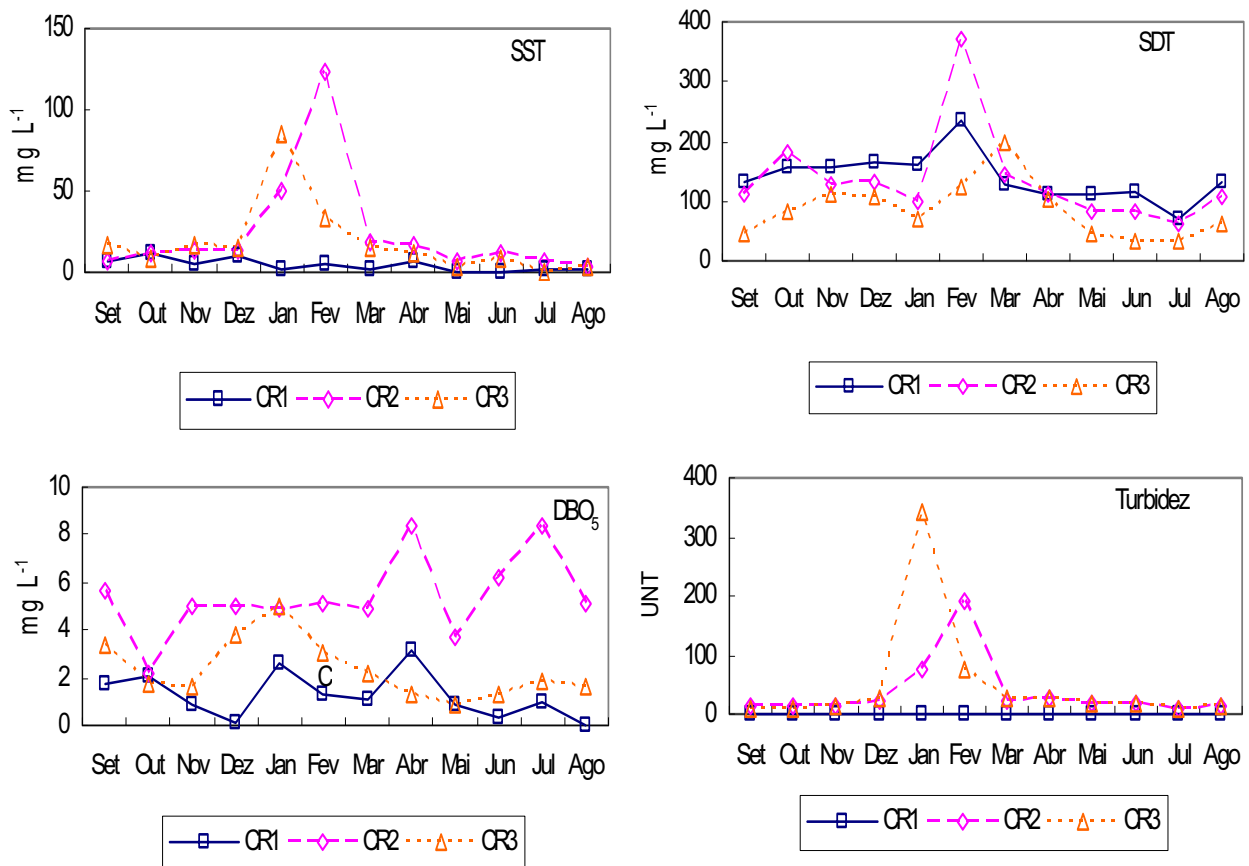 SST
mg L-1
150
100
50
0
Set Out Nov Dez Jan Fev Mar Abr Mai Jun Jul Ago
CR1 CR2 CR3
SDT
mg L-1
400
300
200
100
0
Set Out Nov Dez Jan Fev Mar Abr Mai Jun Jul Ago
CR1 CR2 CR3
DBO5
mg L-1
10
8
6
4
2
0
C
Set Out Nov Dez Jan Fev Mar Abr Mai Jun Jul Ago
CR1 CR2 CR3
Turbidez
UNT
400
300
200
100
0
Set Out Nov Dez Jan Fev Mar Abr Mai Jun Jul Ago
CR1 CR2 CR3